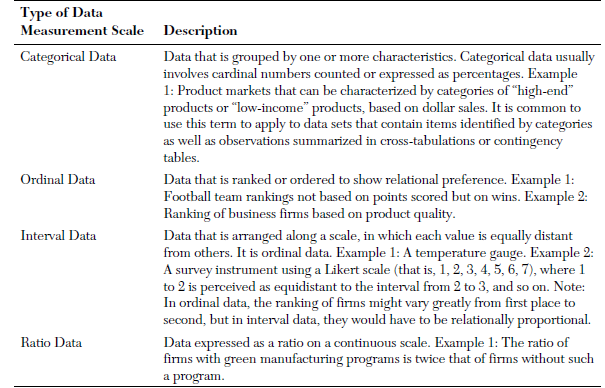 Type of Data
Measurement Scale Description
Categorical Data Data that is grouped by one or more characteristics. Categorical data usually
involves cardinal numbers counted or expressed as percentages. Example
1: Product markets that can be characterized by categories of “high-end”
products or “low-income” products, based on dollar sales. It is common to
use this term to apply to data sets that contain items identified by categories
as well as observations summarized in cross-tabulations or contingency
tables.
Ordinal Data Data that is ranked or ordered to show relational preference. Example 1:
Football team rankings not based on points scored but on wins. Example 2:
Ranking of business firms based on product quality.
Interval Data Data that is arranged along a scale, in which each value is equally distant
from others. It is ordinal data. Example 1: A temperature gauge. Example 2:
A survey instrument using a Likert scale (that is, 1, 2, 3, 4, 5, 6, 7), where 1
to 2 is perceived as equidistant to the interval from 2 to 3, and so on. Note:
In ordinal data, the ranking of firms might vary greatly from first place to
second, but in interval data, they would have to be relationally proportional.
Ratio Data Data expressed as a ratio on a continuous scale. Example 1: The ratio of
firms with green manufacturing programs is twice that of firms without such
a program.